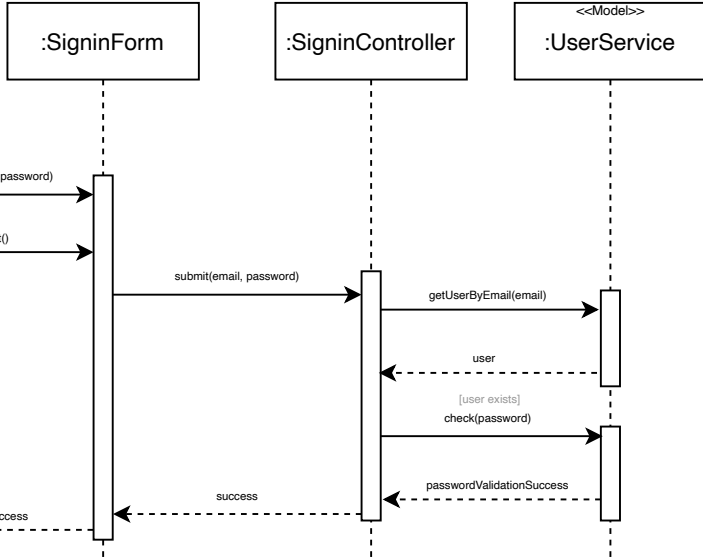 <<Model>>
:SigninForm
:SigninController
:UserService
password)
()
submit(email, password)
getUserByEmail(email)
user
[user exists]
check(password)
passwordValidationSuccess
success
ccess